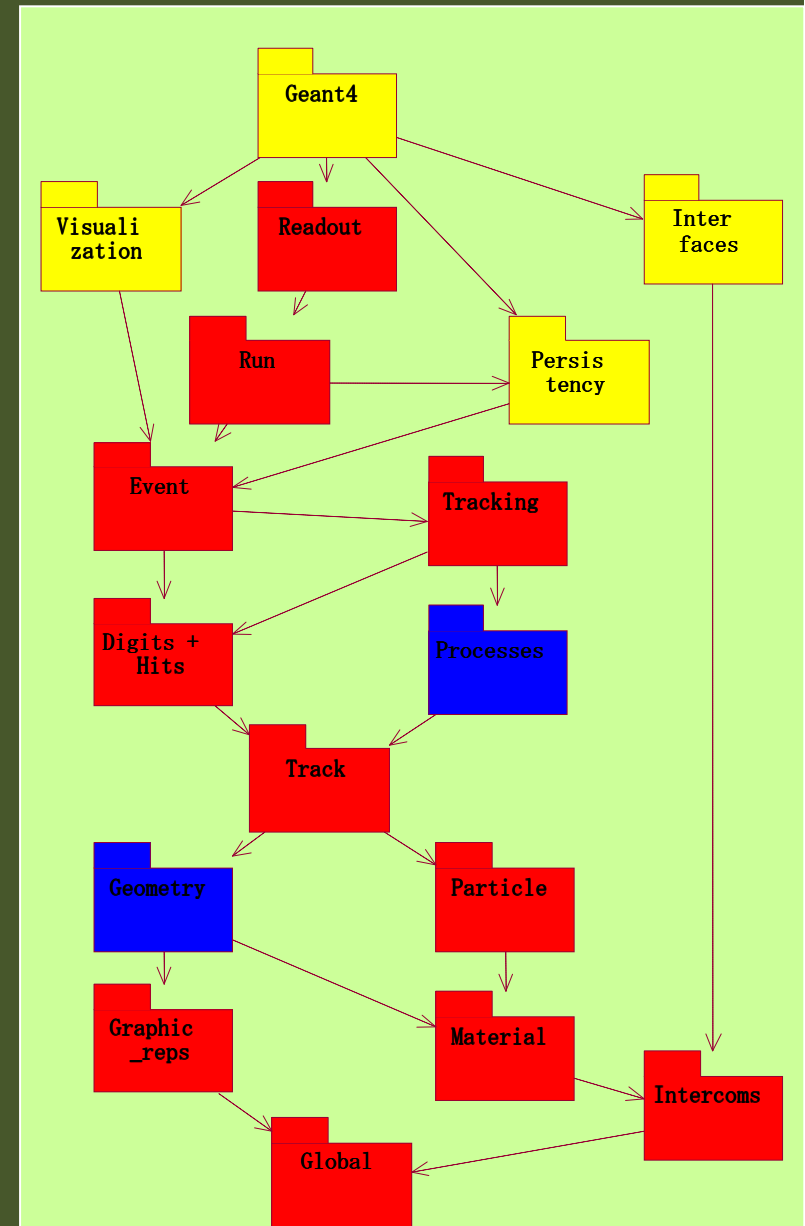 Geant4
Visuali
zation
Readout
Inter
faces
Run
Persis
tency
Event
Tracking
Digits +
Hits
Processes
Track
Geometry
Particle
Graphic
_reps
Material
Intercoms
Global